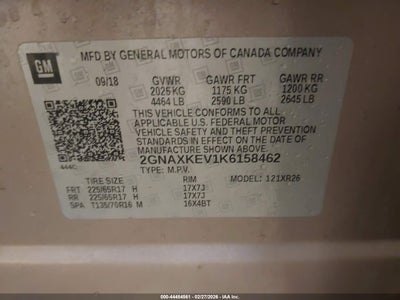 MFD BY GENERAL MOTORS OF CANADA COMPANY
GM
09/18 GVWR GAWR FRT GAWR RR
2025 KG 1175 KG 1200 KG
4464 LB 2590 LB 2645 LB
THIS VEHICLE CONFORMS TO ALL
APPLICABLE U.S. FEDERAL MOTOR
VEHICLE SAFETY, BUMPER, AND THEFT
PREVENTION STANDARDS IN EFFECT
ON THE DATE OF MANUFACTURE
SHOWN ABOVE.
2GNAXKEV1K6158462
TYPE: M.P.V. MODEL: 121XR26
TIRE SIZE RIM
FRT 225/65R17 H 17X7J
RR 225/65R17 H 17X7J
SPA T135/70R16 M 16X4BT
000-44484581 - 02/27/2026 - IAA, Inc.